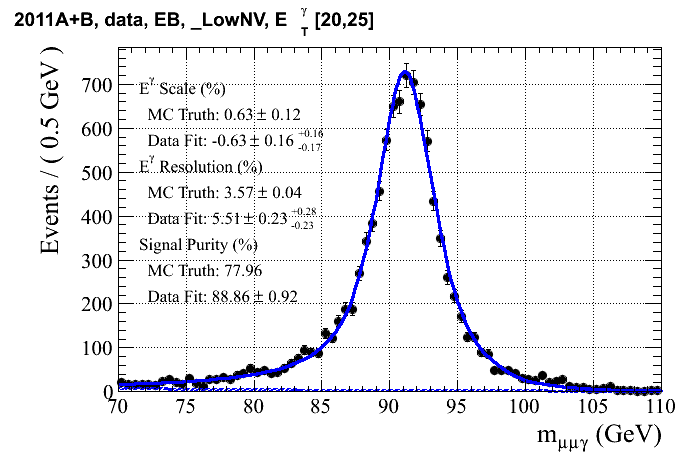 2011A+B, data, EB, _LowNV, E γ T [20,25]
Events / ( 0.5 GeV )
700
600
500
400
300
200
100
0
E^γ Scale (%)
MC Truth: 0.63 ± 0.12
Data Fit: -0.63 ± 0.16 +0.16 -0.17
E^γ Resolution (%)
MC Truth: 3.57 ± 0.04
Data Fit: 5.51 ± 0.23 +0.28 -0.23
Signal Purity (%)
MC Truth: 77.96
Data Fit: 88.86 ± 0.92
70 75 80 85 90 95 100 105 110
m_μμγ (GeV)